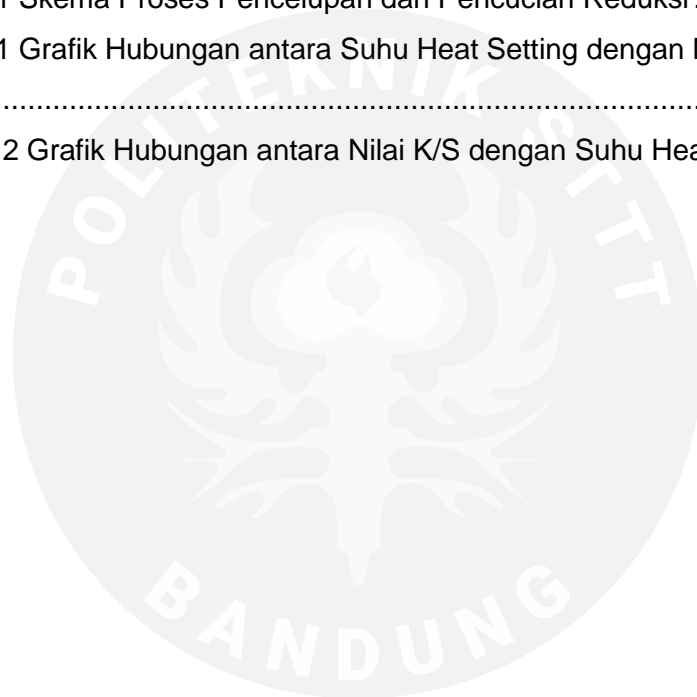 Skema Proses Pencelupan dan Pencucian Reduksi
1 Grafik Hubungan antara Suhu Heat Setting dengan
....................................................................................
2 Grafik Hubungan antara Nilai K/S dengan Suhu
POLITEKNIK STTT
BANDUNG